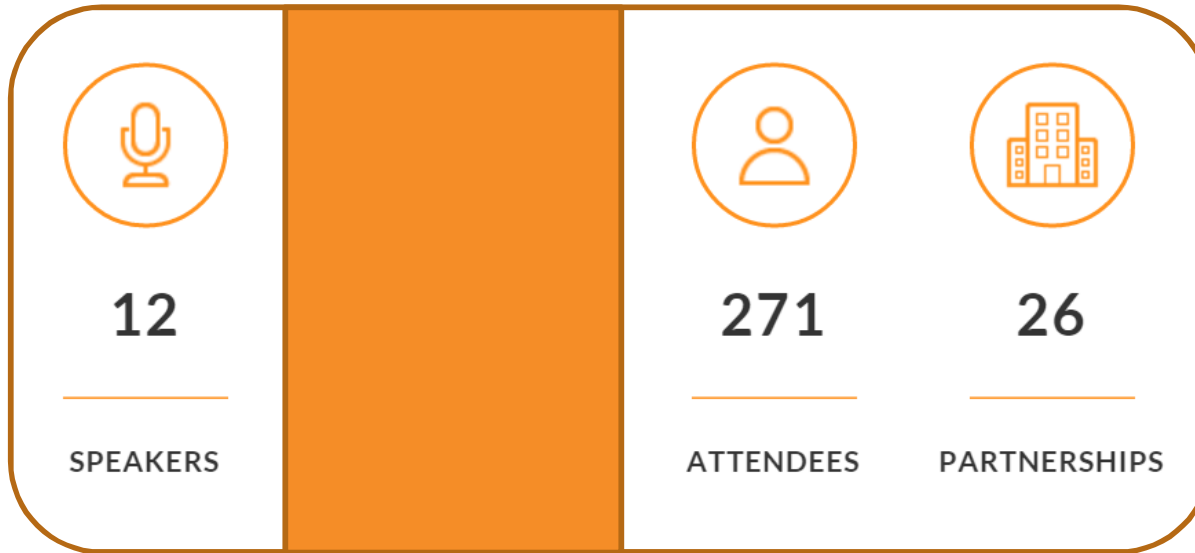 12
SPEAKERS
271
ATTENDEES
26
PARTNERSHIPS